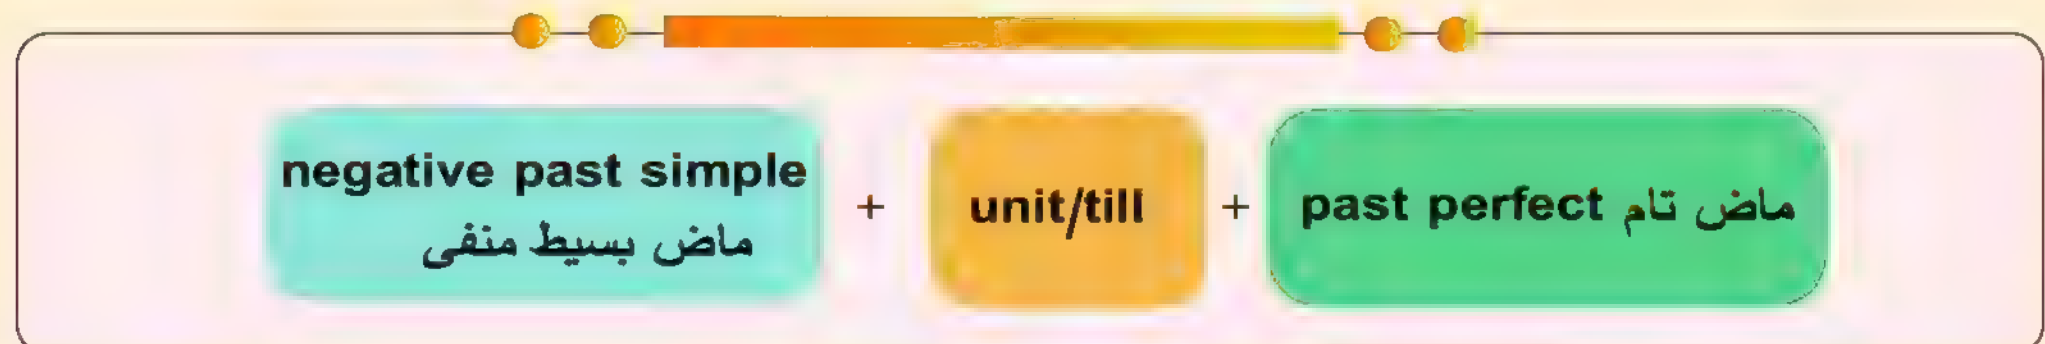 negative past simple
ماض بسيط منفى
+
unit/till
+
past perfect ماض تام